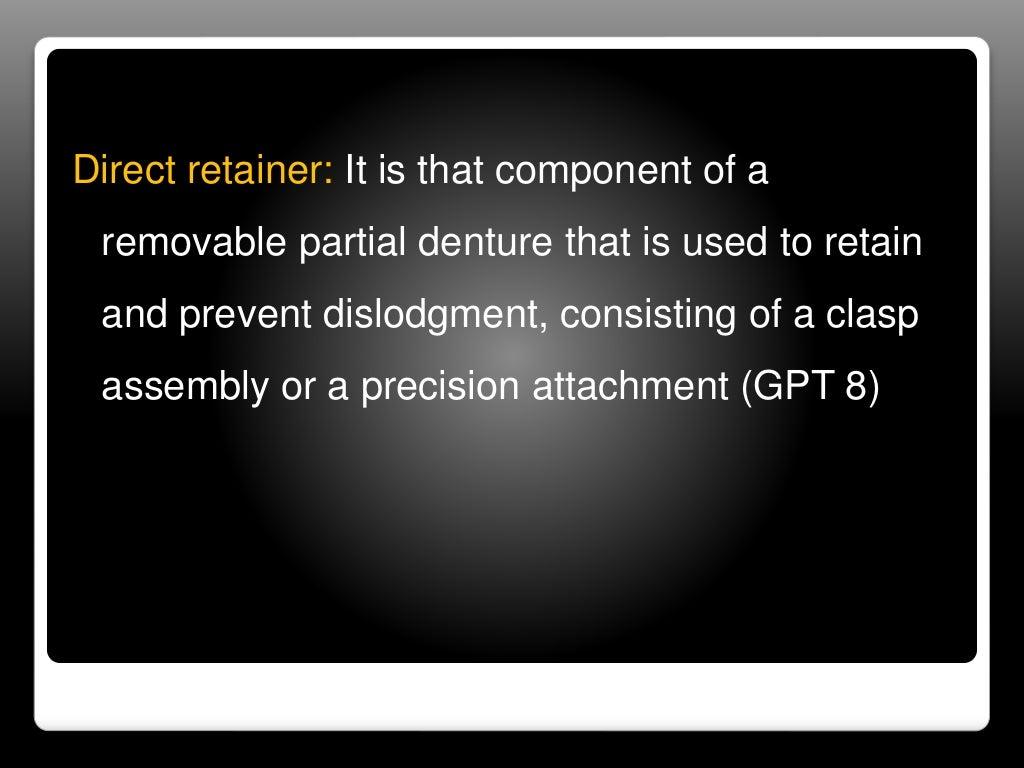 Direct retainer: It is that component of a
removable partial denture that is used to retain
and prevent dislodgment, consisting of a clasp
assembly or a precision attachment (GPT 8)